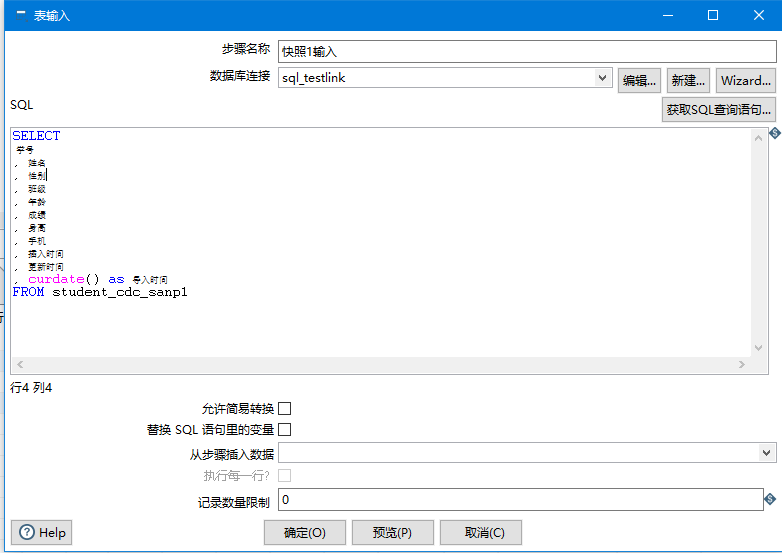 表输入
步骤名称 快照1输入
数据库连接 sql_testlink 编辑... 新建... Wizard...
SQL 获取SQL查询语句...
SELECT
学号
, 姓名
, 性别
, 班级
, 年龄
, 成绩
, 身高
, 手机
, 插入时间
, 更新时间
, curdate() as 导入时间
FROM student_cdc_sanp1
行4 列4
允许简易转换
替换 SQL 语句里的变量
从步骤插入数据
执行每一行?
记录数量限制 0
Help 确定(O) 预览(P) 取消(C)